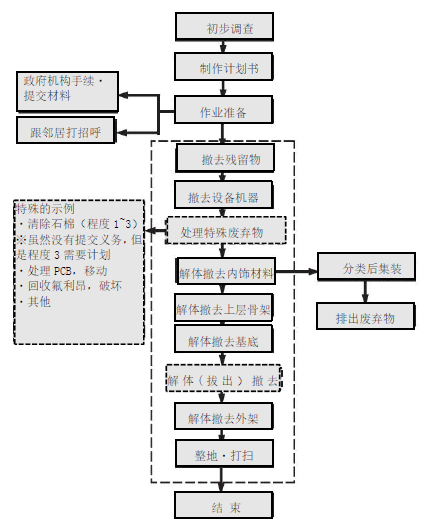 初步调查
制作计划书
政府机构手续・
提交材料
作业准备
跟邻居打招呼
撤去残留物
撤去设备机器
特殊的示例
・清除石棉（程度 1~3）
※虽然没有提交义务，但
是程度 3 需要计划
・处理 PCB，移动
・回收氟利昂，破坏
・其他
处理特殊废弃物
解体撤去内饰材料
分类后集装
排出废弃物
解体撤去上层骨架
解体撤去基底
解体（拔出）撤去
解体撤去外架
整地・打扫
结 束